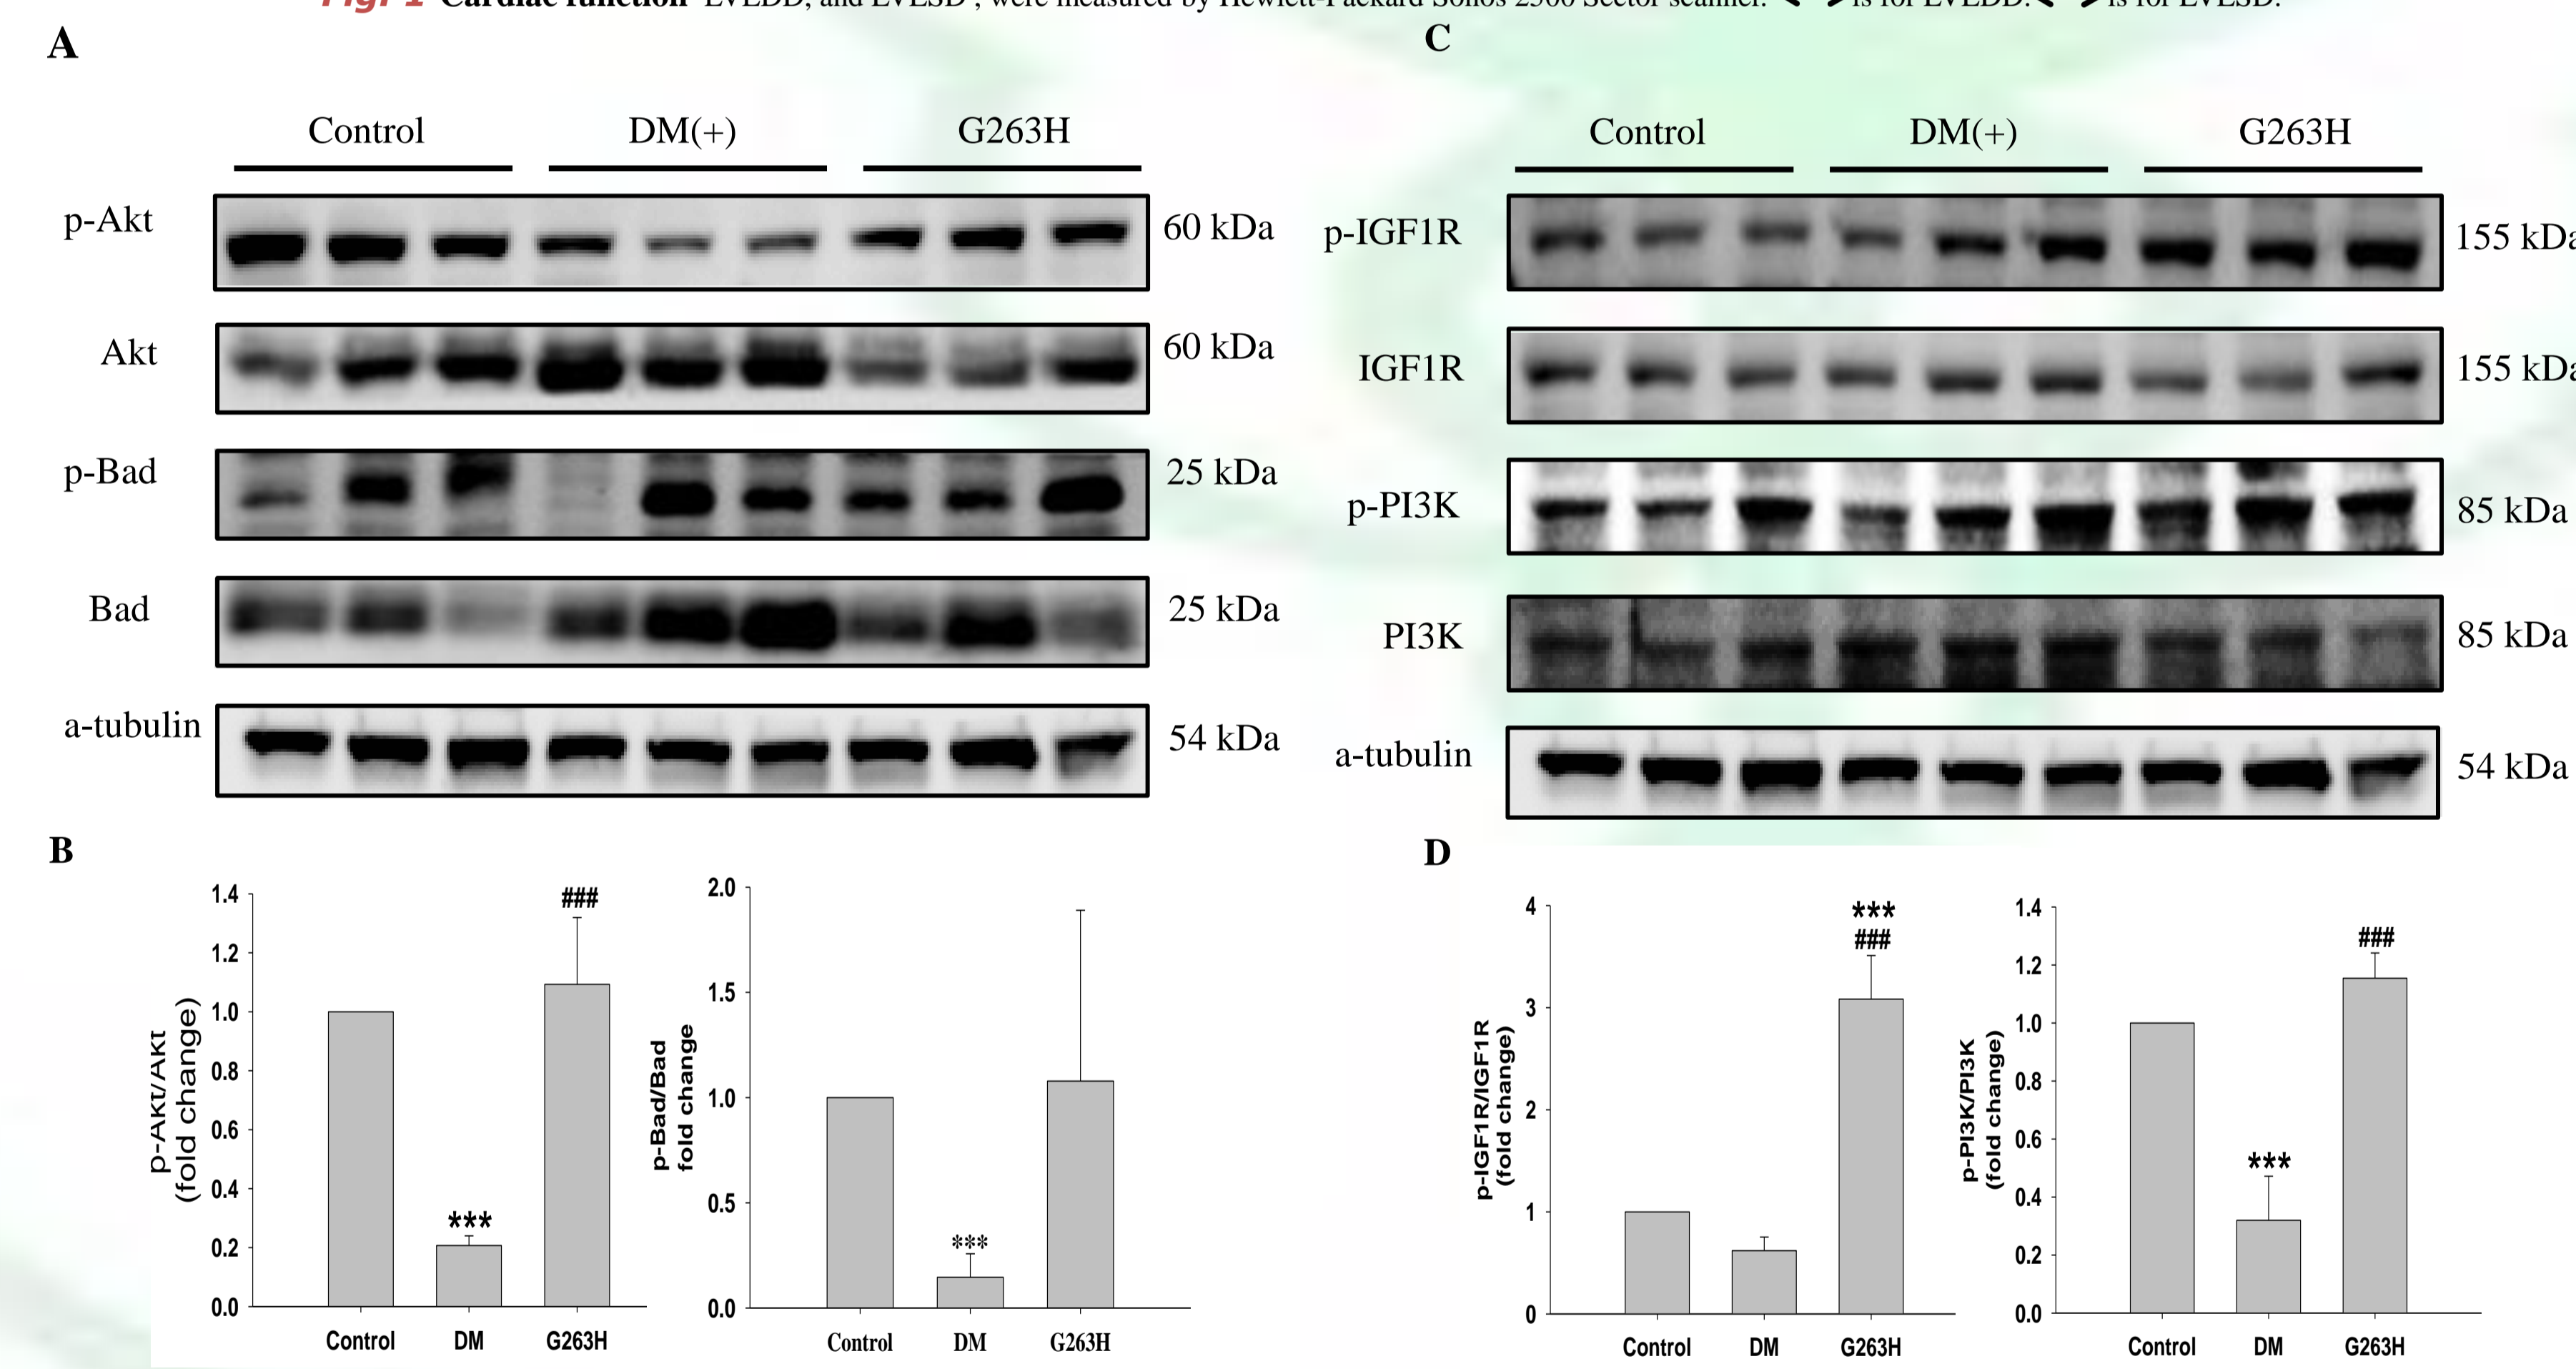 Fig. 1 Cardiac function LVEDD, and LVESD , were measured by Hewlett-Packard Sonos 2500 Sector scanner. is for LVEDD. is for LVESD.
A
Control DM(+) G263H
p-Akt 60 kDa
Akt 60 kDa
p-Bad 25 kDa
Bad 25 kDa
a-tubulin 54 kDa
C
Control DM(+) G263H
p-IGF1R 155 kDa
IGF1R 155 kDa
p-PI3K 85 kDa
PI3K 85 kDa
a-tubulin 54 kDa
B
p-Akt/Akt
(fold change)
1.4
1.2
1.0
0.8
0.6
0.4
0.2
0.0
***
###
Control DM G263H
p-Bad/Bad
fold change
2.0
1.5
1.0
0.5
0.0
***
Control DM G263H
D
p-IGF1R/IGF1R
(fold change)
4
3
2
1
0
***
###
Control DM G263H
p-PI3K/PI3K
(fold change)
1.4
1.2
1.0
0.8
0.6
0.4
0.2
0.0
***
###
Control DM G263H